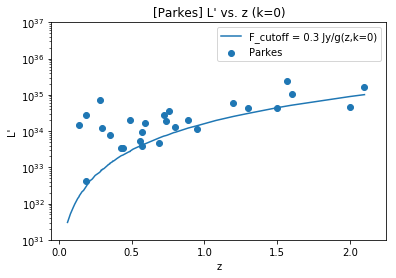 [Parkes] L' vs. z (k=0)
F_cutoff = 0.3 Jy/g(z,k=0)
Parkes
10^37
10^36
10^35
10^34
10^33
10^32
10^31
L'
0.0 0.5 1.0 1.5 2.0
z